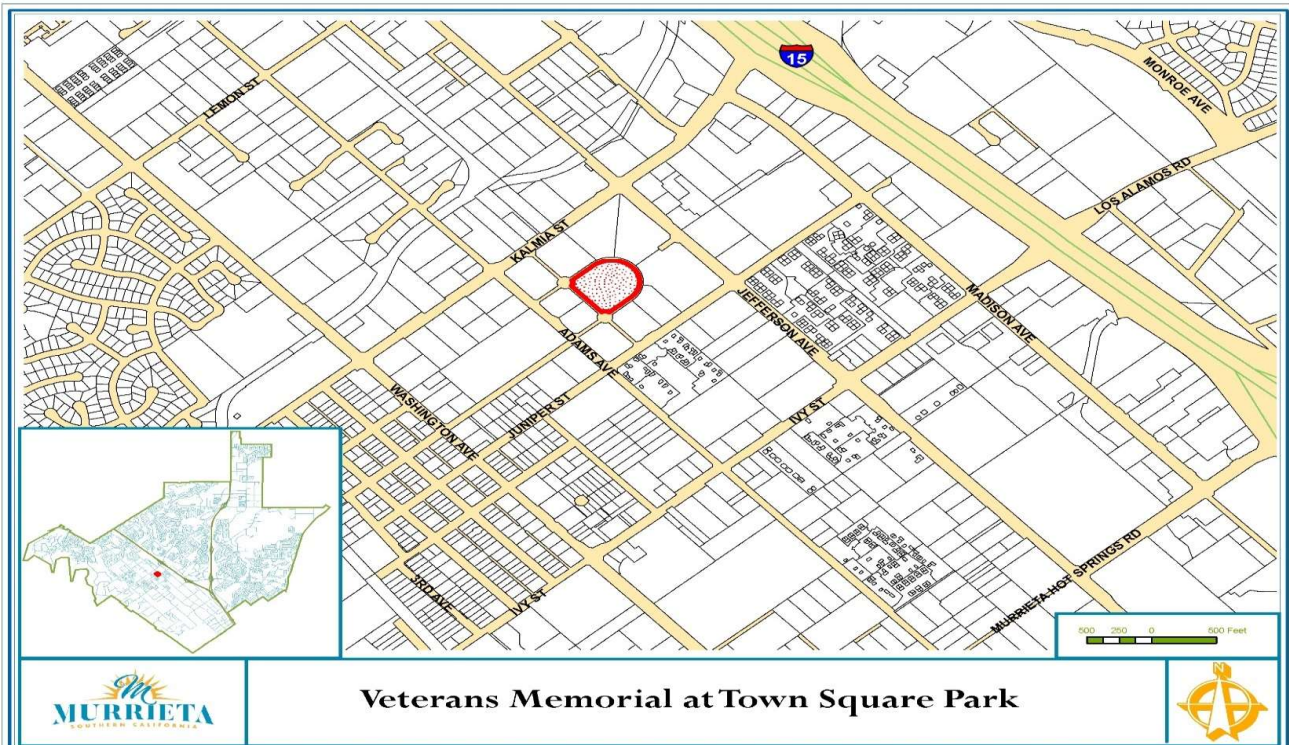 15
MONROE AVE
LEMON ST
LOS ALAMOS RD
KALMIA ST
JEFFERSON AVE
MADISON AVE
ADAMS AVE
WASHINGTON AVE
JUNIPER ST
IVY ST
3RD AVE
IVY ST
MURRIETA HOT SPRINGS RD
500 250 0 500 Feet
M
MURRIETA
SOUTHERN CALIFORNIA
Veterans Memorial at Town Square Park
N